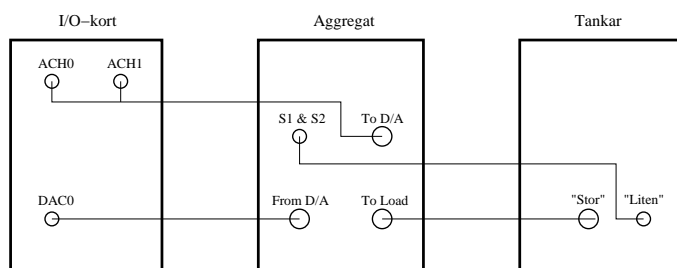 I/O−kort
Aggregat
Tankar
ACH0
ACH1
S1 & S2
To D/A
DAC0
From D/A
To Load
"Stor"
"Liten"